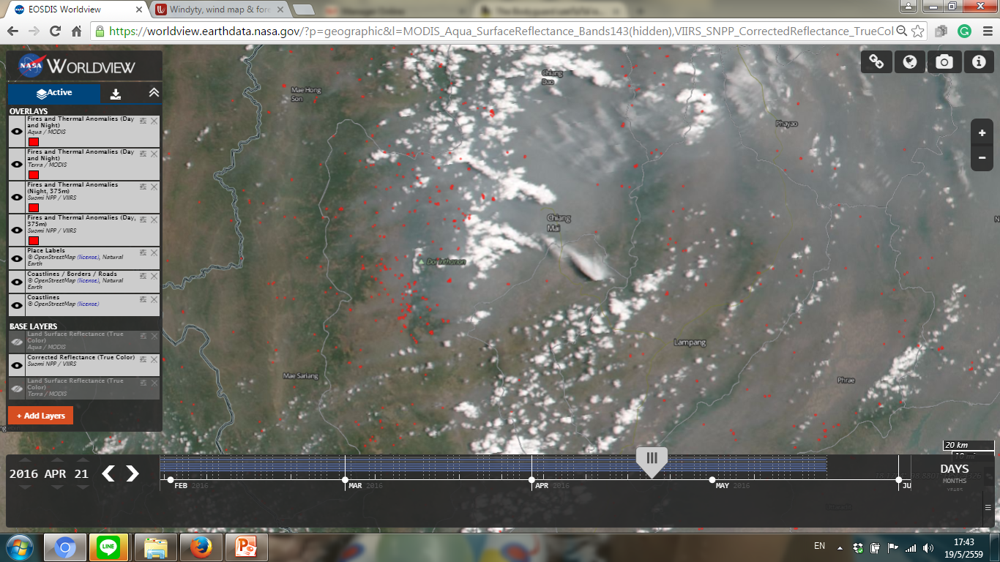 EOSDIS Worldview
Windyty, wind map & fore
https://worldview.earthdata.nasa.gov/?p=geographic&l=MODIS_Aqua_SurfaceReflectance_Bands143(hidden),VIIRS_SNPP_CorrectedReflectance_TrueCol
NASA WORLDVIEW
Active
OVERLAYS
Fires and Thermal Anomalies (Day
and Night)
Aqua / MODIS
Fires and Thermal Anomalies (Day
and Night)
Terra / MODIS
Fires and Thermal Anomalies
(Night, 375m)
Suomi NPP / VIIRS
Fires and Thermal Anomalies (Day,
375m)
Suomi NPP / VIIRS
Place Labels
© OpenStreetMap (license), Natural
Earth
Coastlines / Borders / Roads
© OpenStreetMap (license), Natural
Earth
Coastlines
© OpenStreetMap (license)
BASE LAYERS
Land Surface Reflectance (True
Color)
Aqua / MODIS
Corrected Reflectance (True Color)
Suomi NPP / VIIRS
Land Surface Reflectance (True
Color)
Terra / MODIS
+ Add Layers
Mae Hong
Son
Chiang
Dao
Phayao
Chiang
Mai
Doi Inthanon
Lampang
Mae Sariang
Phrae
20 km
2016 APR 21
FEB 2016
MAR 2016
APR 2016
MAY 2016
JU
DAYS
MONTHS
YEARS
LINE
EN
17:43
19/5/2559